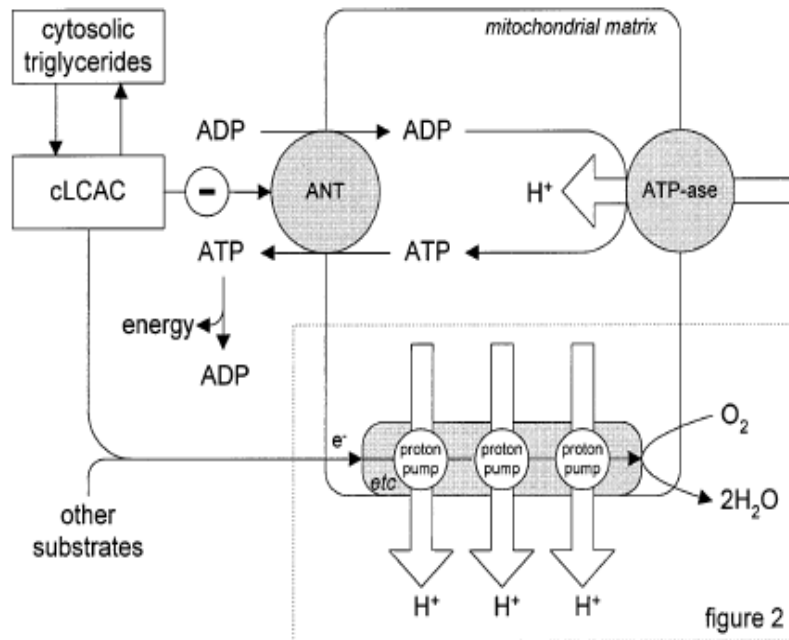 cytosolic
triglycerides
mitochondrial matrix
ADP
ADP
cLCAC
-
ANT
H+
ATP-ase
ATP
ATP
energy
ADP
e-
proton
pump
proton
pump
proton
pump
etc
O2
2H2O
other
substrates
H+
H+
H+
figure 2